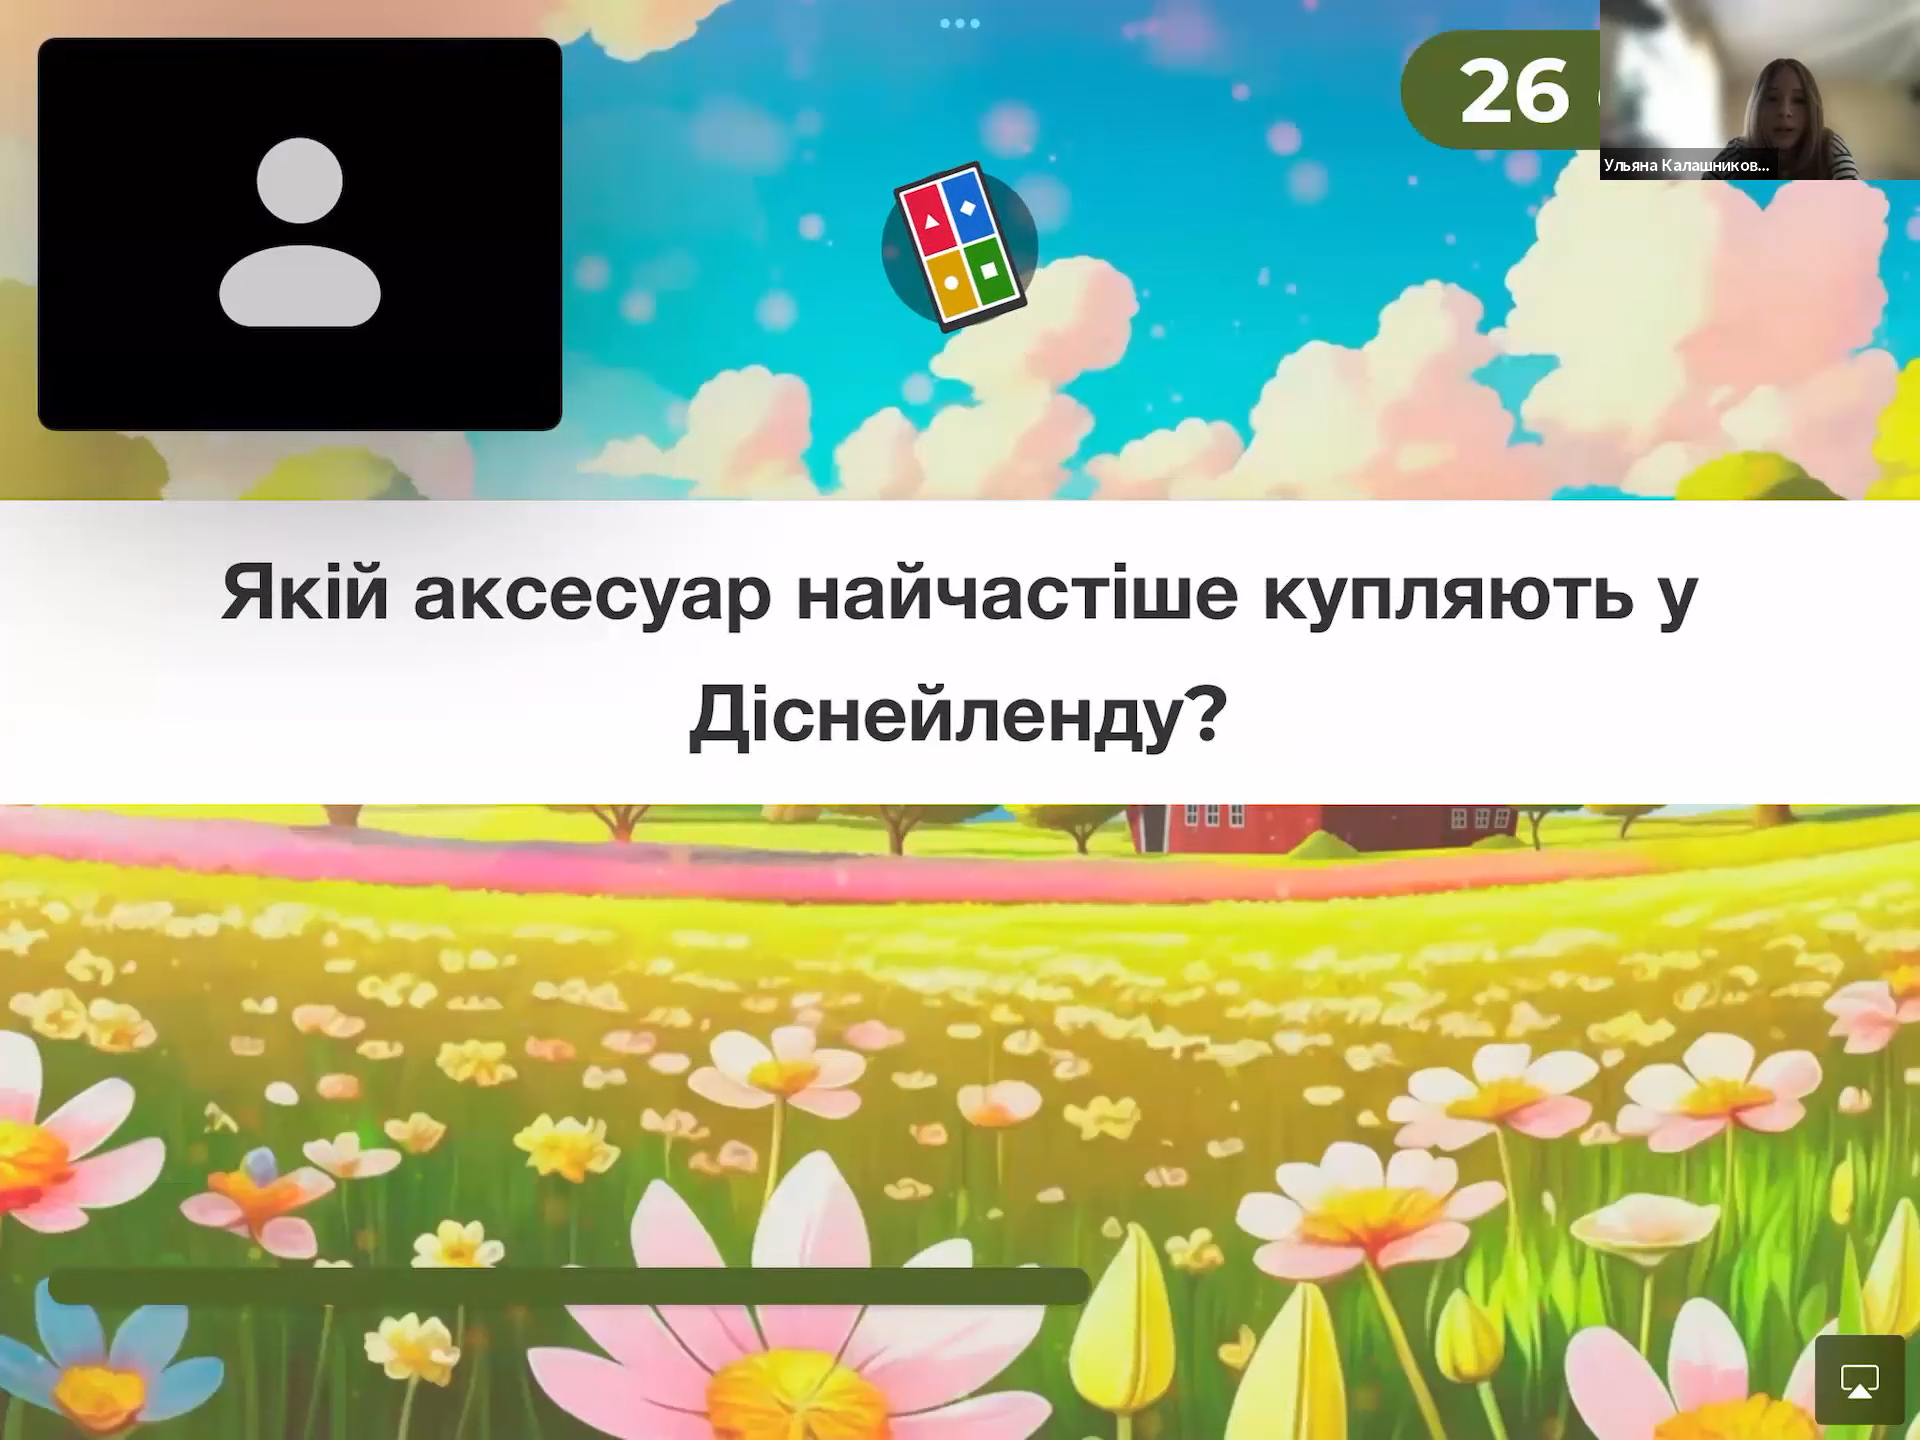 26
Ульяна Калашников...
Якій аксесуар найчастіше купляють у
Діснейленду?